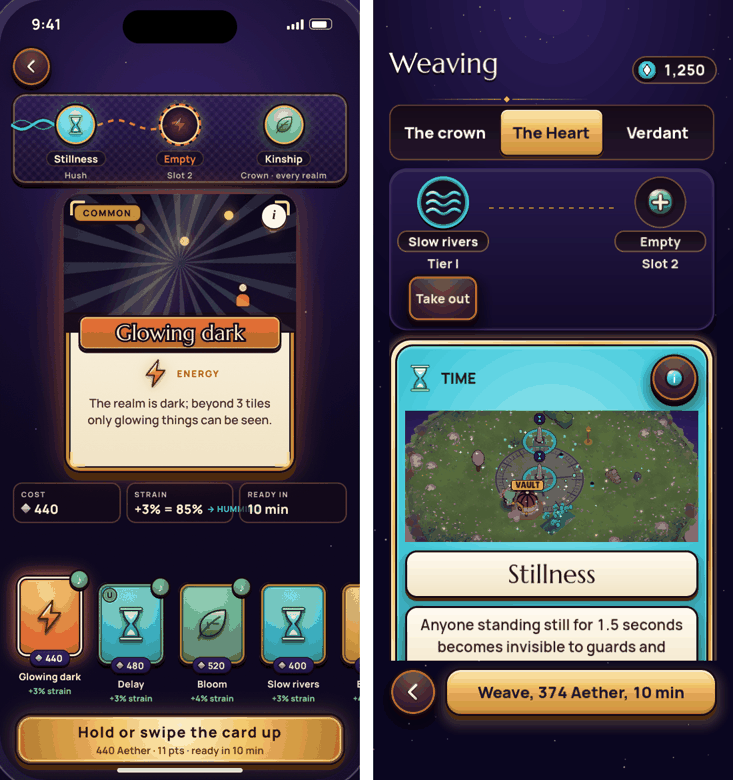 9:41
Stillness
Empty
Kinship
Hush
Slot 2
Crown · every realm
COMMON
i
Glowing dark
ENERGY
The realm is dark; beyond 3 tiles
only glowing things can be seen.
COST
440
STRAIN
+3% = 85% → HUMM
READY IN
10 min
U
440
480
520
400
Glowing dark
Delay
Bloom
Slow rivers
+3% strain
+3% strain
+4% strain
+3% strain
Hold or swipe the card up
440 Aether · 11 pts · ready in 10 min
Weaving
1,250
The crown
The Heart
Verdant
Slow rivers
Empty
Tier I
Slot 2
Take out
TIME
i
VAULT
Stillness
Anyone standing still for 1.5 seconds
becomes invisible to guards and
Weave, 374 Aether, 10 min